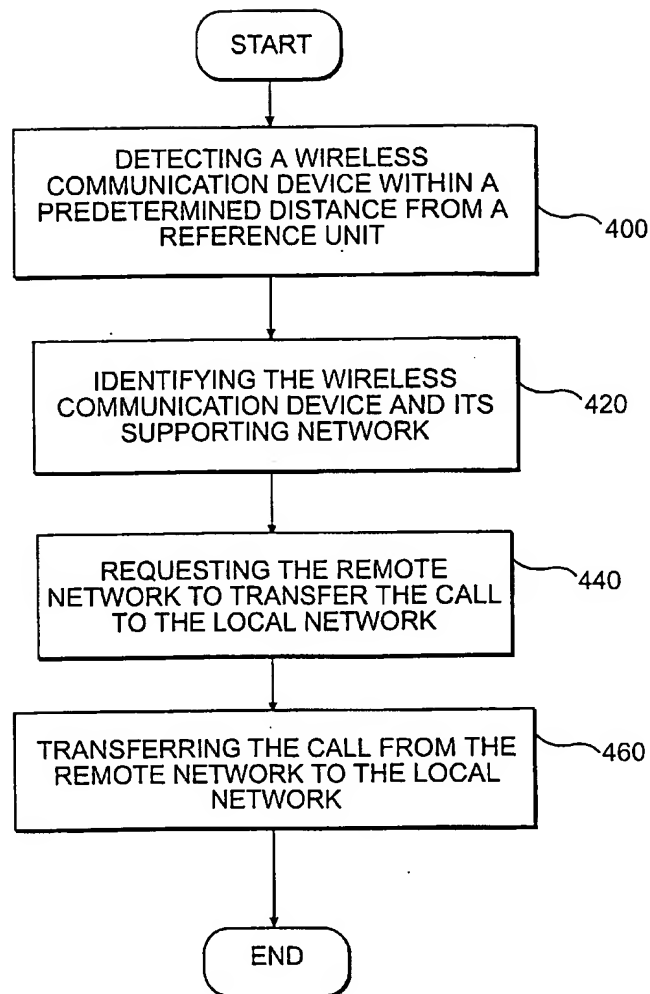 START
DETECTING A WIRELESS
COMMUNICATION DEVICE WITHIN A
PREDETERMINED DISTANCE FROM A
REFERENCE UNIT
400
IDENTIFYING THE WIRELESS
COMMUNICATION DEVICE AND ITS
SUPPORTING NETWORK
420
REQUESTING THE REMOTE
NETWORK TO TRANSFER THE CALL
TO THE LOCAL NETWORK
440
TRANSFERRING THE CALL FROM THE
REMOTE NETWORK TO THE LOCAL
NETWORK
460
END